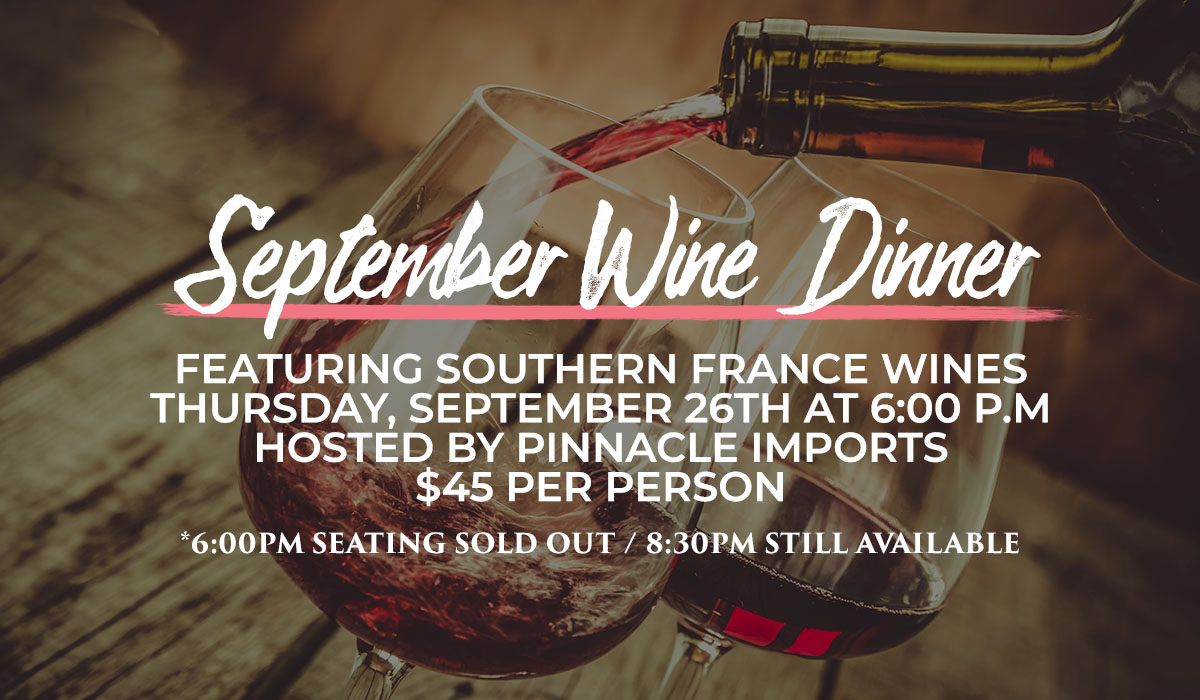 September Wine Dinner
FEATURING SOUTHERN FRANCE WINES
THURSDAY, SEPTEMBER 26TH AT 6:00 P.M
HOSTED BY PINNACLE IMPORTS
$45 PER PERSON
*6:00PM SEATING SOLD OUT / 8:30PM STILL AVAILABLE